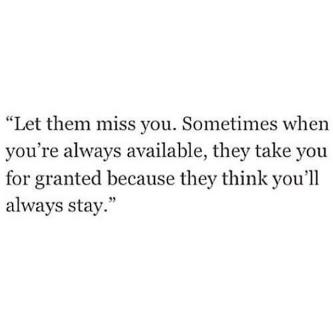 “Let them miss you. Sometimes when
you’re always available, they take you
for granted because they think you’ll
always stay.”